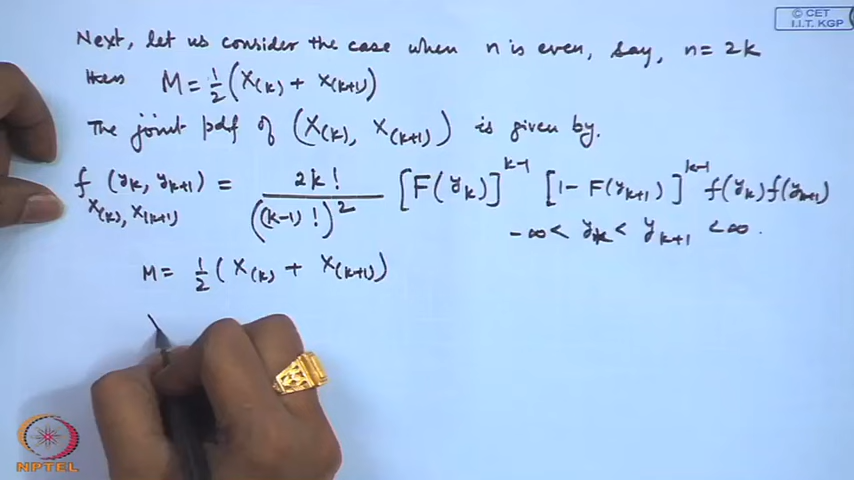 © CET
I.I.T. KGP
Next, let us consider the case when n is even, say, n = 2k
then M = 1/2 (X(k) + X(k+1))
The joint pdf of (X(k), X(k+1)) is given by.
f X(k), X(k+1) (yk, yk+1) = 2k! / ((k-1)!)^2 [F(yk)]^k-1 [1 - F(yk+1)]^k-1 f(yk) f(yk+1)
-∞ < yk < yk+1 < ∞.
M = 1/2 (X(k) + X(k+1))
NPTEL